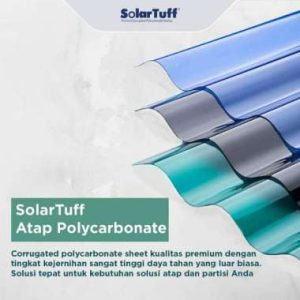 SolarTuff
SolarTuff
Atap Polycarbonate
Corrugated polycarbonate sheet kualitas premium dengan
tingkat kejernihan sangat tinggi daya tahan yang luar biasa.
Solusi tepat untuk kebutuhan solusi atap dan partisi Anda